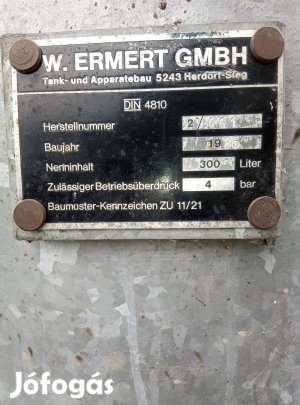 W. ERMERT GMBH
Tank- und Apparatebau 5243 Herdorf-Sieg
DIN 4810
Herstellnummer
Baujahr 19
Nenninhalt 300 Liter
Zulässiger Betriebsüberdruck 4 bar
Baumuster-Kennzeichen ZU 11/21
Jófogás